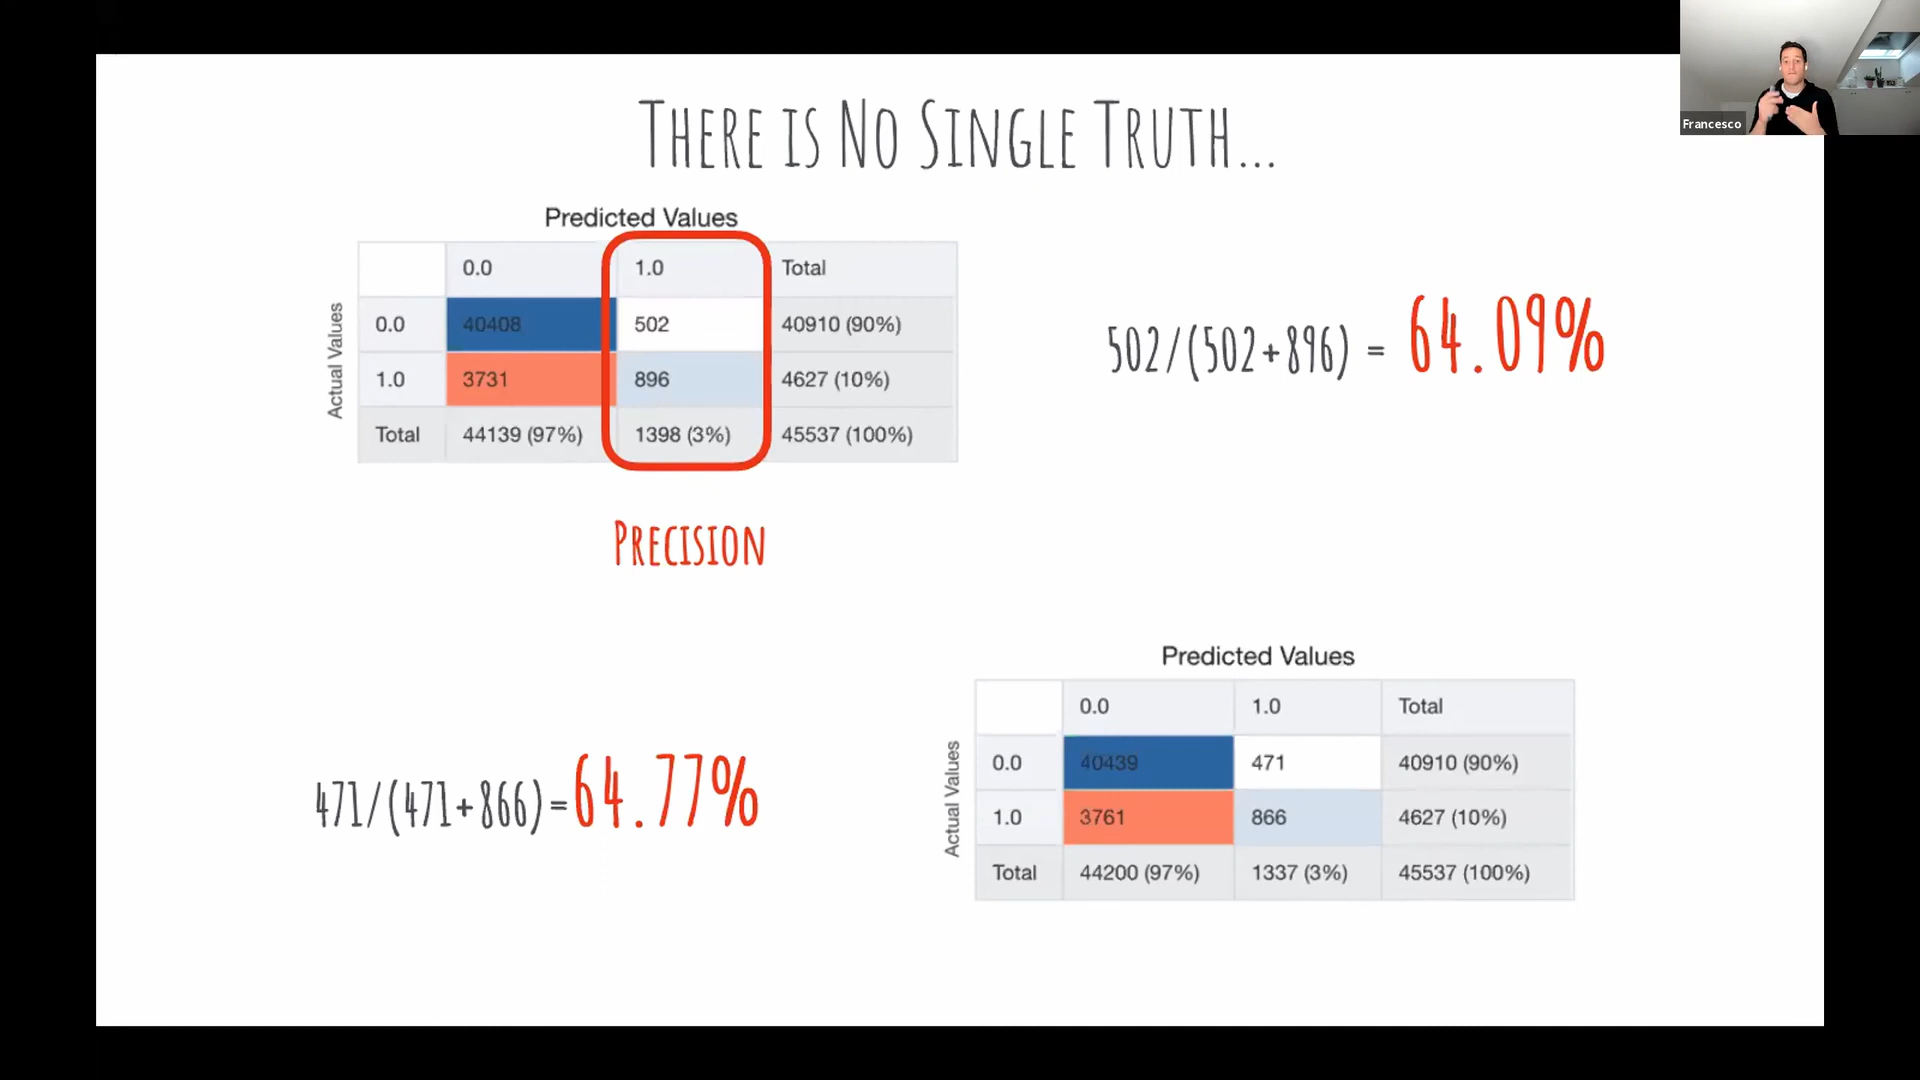 Francesco
THERE IS NO SINGLE TRUTH...
Predicted Values
Actual Values
0.0 1.0 Total
0.0 40408 502 40910 (90%)
1.0 3731 896 4627 (10%)
Total 44139 (97%) 1398 (3%) 45537 (100%)
502/(502+896) = 64.09%
PRECISION
471/(471+866)=64.77%
Predicted Values
Actual Values
0.0 1.0 Total
0.0 40439 471 40910 (90%)
1.0 3761 866 4627 (10%)
Total 44200 (97%) 1337 (3%) 45537 (100%)